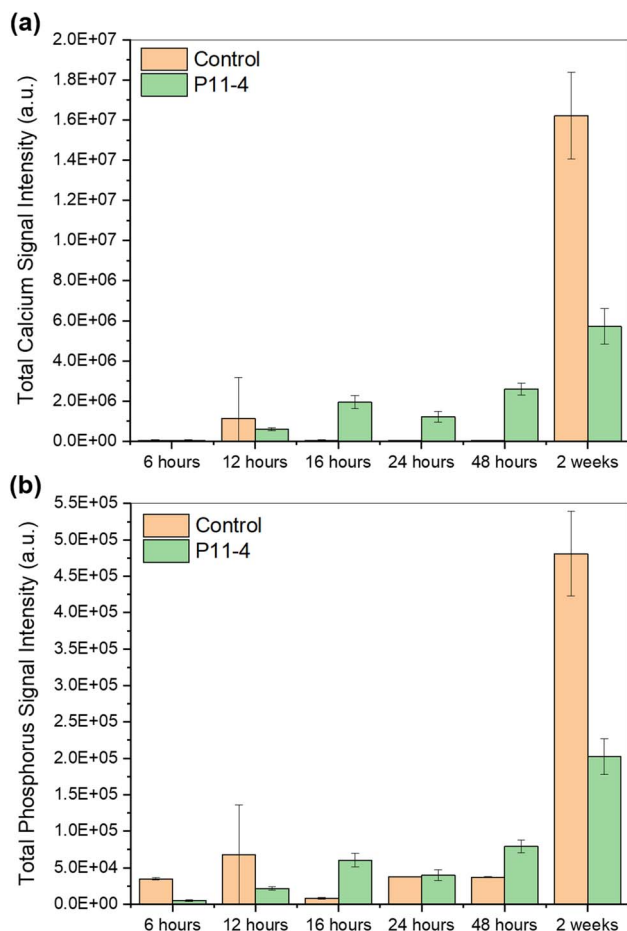 (a)
Total Calcium Signal Intensity (a.u.)
2.0E+07
1.8E+07
1.6E+07
1.4E+07
1.2E+07
1.0E+07
8.0E+06
6.0E+06
4.0E+06
2.0E+06
0.0E+00
Control
P11-4
6 hours 12 hours 16 hours 24 hours 48 hours 2 weeks
(b)
Total Phosphorus Signal Intensity (a.u.)
5.5E+05
5.0E+05
4.5E+05
4.0E+05
3.5E+05
3.0E+05
2.5E+05
2.0E+05
1.5E+05
1.0E+05
5.0E+04
0.0E+00
Control
P11-4
6 hours 12 hours 16 hours 24 hours 48 hours 2 weeks